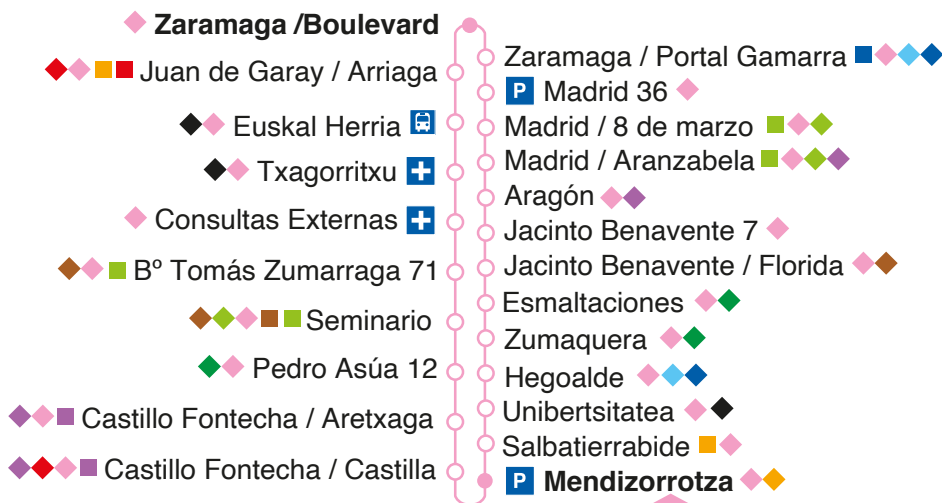 Zaramaga /Boulevard
Juan de Garay / Arriaga
Euskal Herria
Txagorritxu
Consultas Externas
Bº Tomás Zumarraga 71
Seminario
Pedro Asúa 12
Castillo Fontecha / Aretxaga
Castillo Fontecha / Castilla
Zaramaga / Portal Gamarra
P Madrid 36
Madrid / 8 de marzo
Madrid / Aranzabela
Aragón
Jacinto Benavente 7
Jacinto Benavente / Florida
Esmaltaciones
Zumaquera
Hegoalde
Unibertsitatea
Salbatierrabide
P Mendizorrotza